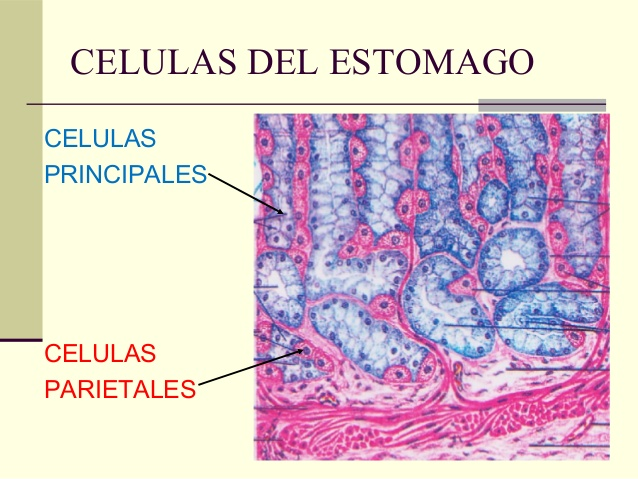 CELULAS DEL ESTOMAGO
CELULAS
PRINCIPALES
CELULAS
PARIETALES